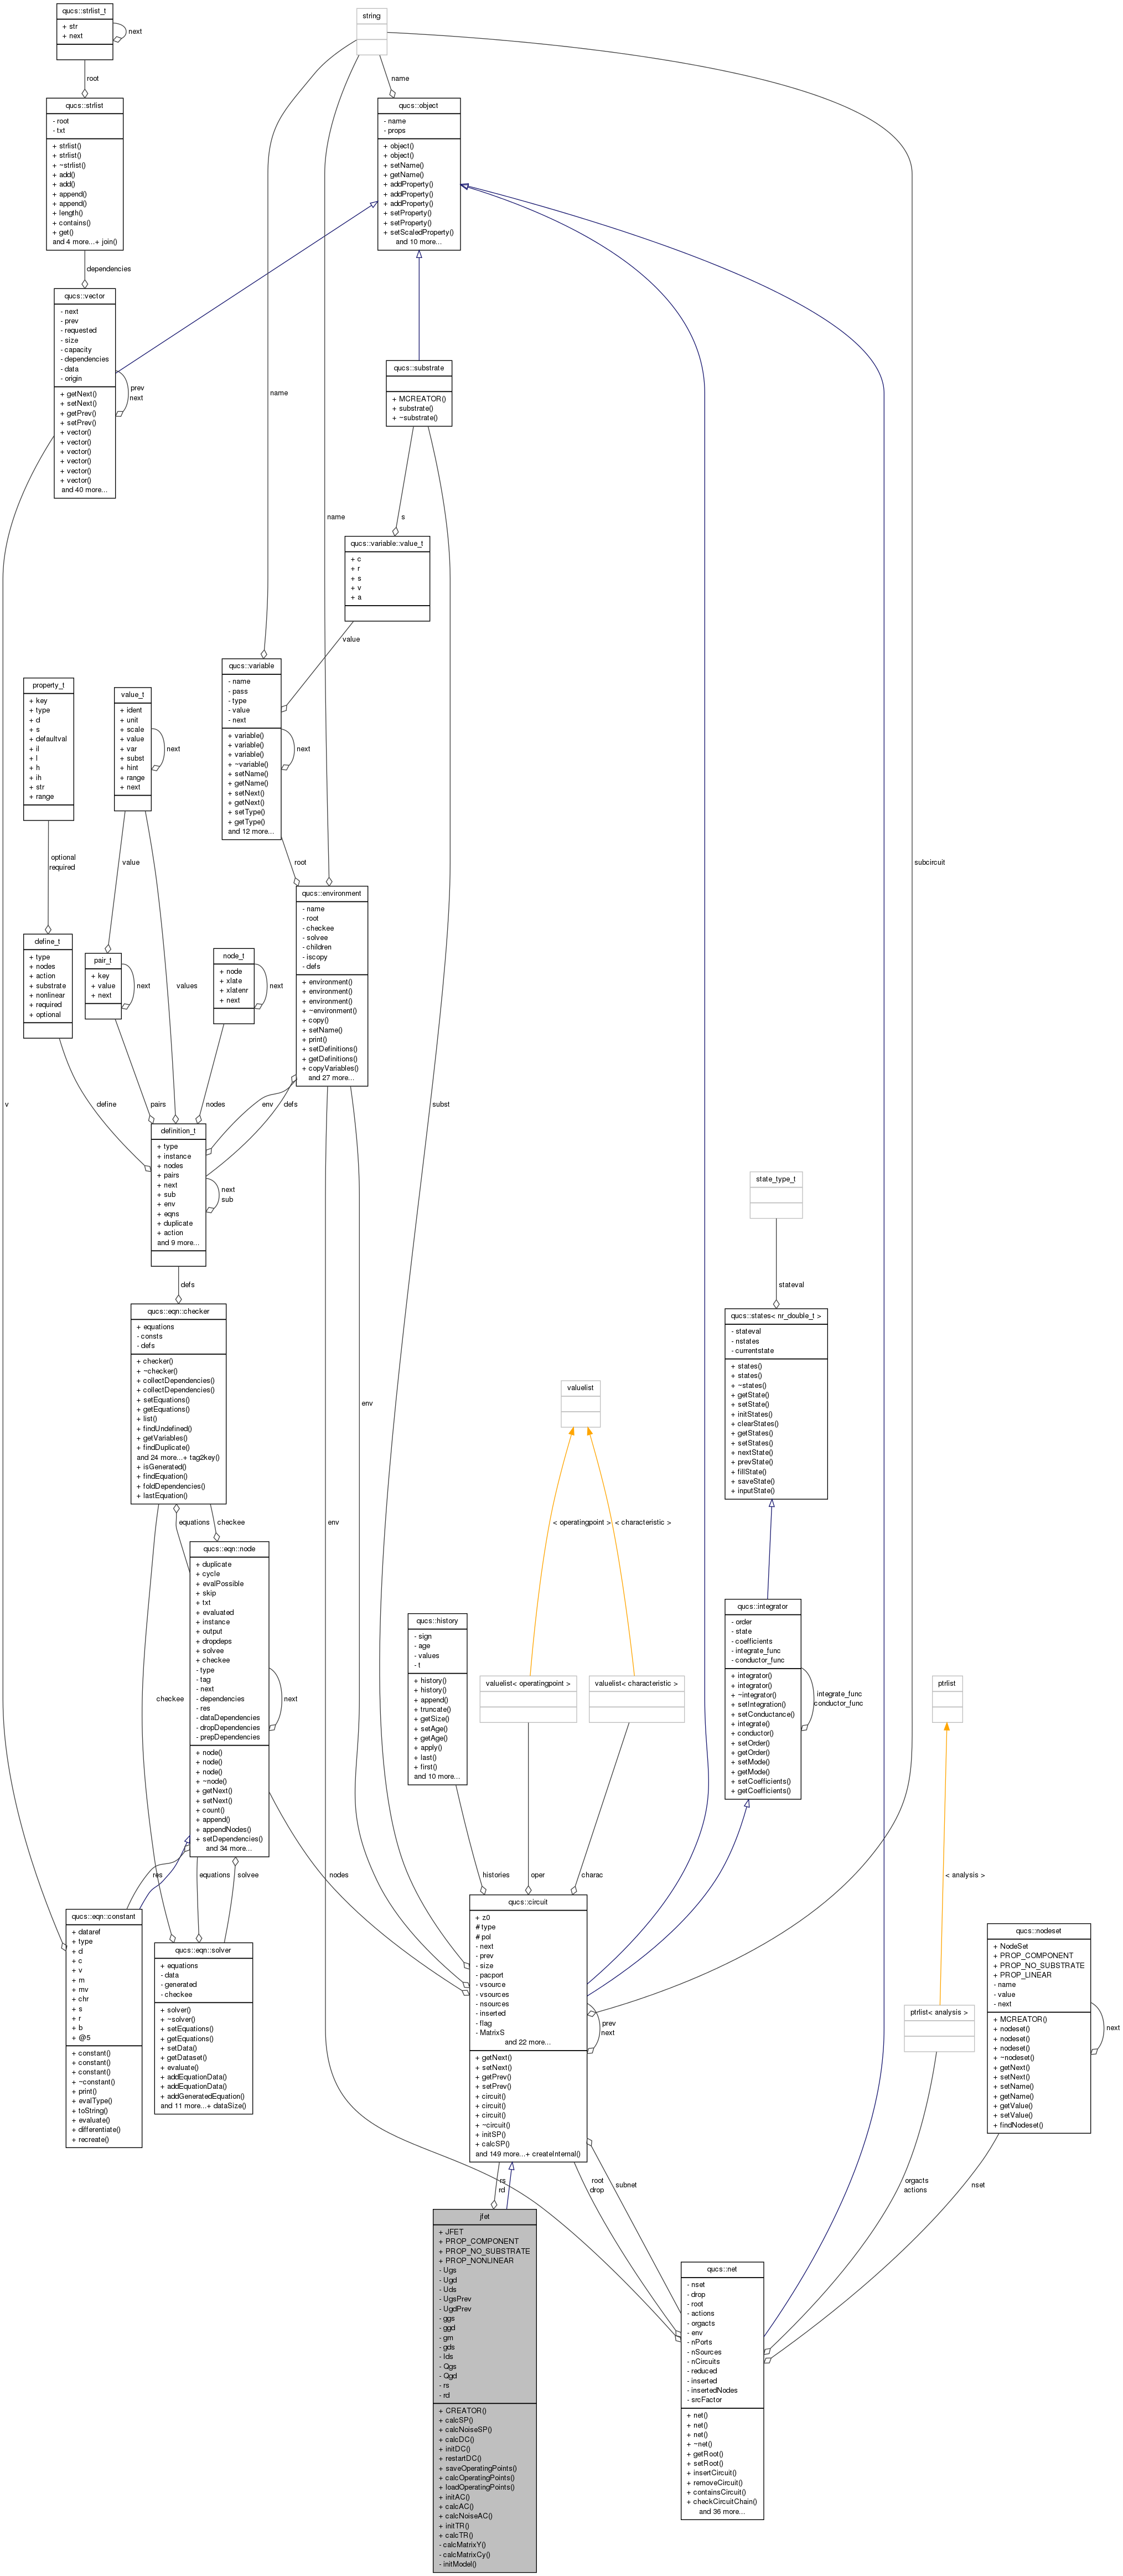 qucs::strlist_t
+ str
+ next
next
root
string
name
qucs::strlist
- root
- txt
+ strlist()
+ strlist()
+ ~strlist()
+ add()
+ add()
+ append()
+ append()
+ length()
+ contains()
+ get()
and 4 more...+ join()
qucs::object
- name
- props
+ object()
+ object()
+ setName()
+ getName()
+ addProperty()
+ addProperty()
+ addProperty()
+ setProperty()
+ setProperty()
+ setScaledProperty()
and 10 more...
dependencies
qucs::vector
- next
- prev
- requested
- size
- capacity
- dependencies
- data
- origin
+ getNext()
+ setNext()
+ getPrev()
+ setPrev()
+ vector()
+ vector()
+ vector()
+ vector()
+ vector()
+ vector()
and 40 more...
prev
next
name
qucs::substrate
+ MCREATOR()
+ substrate()
+ ~substrate()
name
s
qucs::variable::value_t
+ c
+ r
+ s
+ v
+ a
value
qucs::variable
- name
- pass
- type
- value
- next
+ variable()
+ variable()
+ variable()
+ ~variable()
+ setName()
+ getName()
+ setNext()
+ getNext()
+ setType()
+ getType()
and 12 more...
next
property_t
+ key
+ type
+ d
+ s
+ defaultval
+ il
+ l
+ h
+ ih
+ str
+ range
value_t
+ ident
+ unit
+ scale
+ value
+ var
+ subst
+ hint
+ range
+ next
next
optional
required
value
root
subcircuit
qucs::environment
- name
- root
- checkee
- solvee
- children
- iscopy
- defs
+ environment()
+ environment()
+ environment()
+ ~environment()
+ copy()
+ setName()
+ print()
+ setDefinitions()
+ getDefinitions()
+ copyVariables()
and 27 more...
define_t
+ type
+ nodes
+ action
+ substrate
+ nonlinear
+ required
+ optional
pair_t
+ key
+ value
+ next
next
values
node_t
+ node
+ xlate
+ xlatenr
+ next
next
v
define
pairs
nodes
env
defs
subst
definition_t
+ type
+ instance
+ nodes
+ pairs
+ next
+ sub
+ env
+ eqns
+ duplicate
+ action
and 9 more...
next
sub
state_type_t
stateval
defs
qucs::eqn::checker
+ equations
- consts
- defs
+ checker()
+ ~checker()
+ collectDependencies()
+ collectDependencies()
+ setEquations()
+ getEquations()
+ list()
+ findUndefined()
+ getVariables()
+ findDuplicate()
and 24 more...+ tag2key()
+ isGenerated()
+ findEquation()
+ foldDependencies()
+ lastEquation()
qucs::states< nr_double_t >
- stateval
- nstates
- currentstate
+ states()
+ states()
+ ~states()
+ getState()
+ setState()
+ initStates()
+ clearStates()
+ getStates()
+ setStates()
+ nextState()
+ prevState()
+ fillState()
+ saveState()
+ inputState()
valuelist
env
equations
checkee
env
< operatingpoint >
< characteristic >
qucs::eqn::node
+ duplicate
+ cycle
+ evalPossible
+ skip
+ txt
+ evaluated
+ instance
+ output
+ dropdeps
+ solvee
+ checkee
- type
- tag
- next
- dependencies
- res
- dataDependencies
- dropDependencies
- prepDependencies
+ node()
+ node()
+ node()
+ ~node()
+ getNext()
+ setNext()
+ count()
+ append()
+ appendNodes()
+ setDependencies()
and 34 more...
next
checkee
qucs::history
- sign
- age
- values
- t
+ history()
+ history()
+ append()
+ truncate()
+ getSize()
+ setAge()
+ getAge()
+ apply()
+ last()
+ first()
and 10 more...
valuelist< operatingpoint >
valuelist< characteristic >
qucs::integrator
- order
- state
- coefficients
- integrate_func
- conductor_func
+ integrator()
+ integrator()
+ ~integrator()
+ setIntegration()
+ setConductance()
+ integrate()
+ conductor()
+ setOrder()
+ getOrder()
+ setMode()
+ getMode()
+ setCoefficients()
+ getCoefficients()
integrate_func
conductor_func
ptrlist
res
equations
solvee
nodes
histories
oper
charac
< analysis >
qucs::eqn::constant
+ dataref
+ type
+ d
+ c
+ v
+ m
+ mv
+ chr
+ s
+ r
+ b
+ @5
+ constant()
+ constant()
+ constant()
+ ~constant()
+ print()
+ evalType()
+ toString()
+ evaluate()
+ differentiate()
+ recreate()
qucs::eqn::solver
+ equations
- data
- generated
- checkee
+ solver()
+ ~solver()
+ setEquations()
+ getEquations()
+ setData()
+ getDataset()
+ evaluate()
+ addEquationData()
+ addEquationData()
+ addGeneratedEquation()
and 11 more...+ dataSize()
qucs::circuit
+ z0
# type
# pol
- next
- prev
- size
- pacport
- vsource
- vsources
- nsources
- inserted
- flag
- MatrixS
and 22 more...
+ getNext()
+ setNext()
+ getPrev()
+ setPrev()
+ circuit()
+ circuit()
+ circuit()
+ ~circuit()
+ initSP()
+ calcSP()
and 149 more...+ createInternal()
prev
next
ptrlist< analysis >
qucs::nodeset
+ NodeSet
+ PROP_COMPONENT
+ PROP_NO_SUBSTRATE
+ PROP_LINEAR
- name
- value
- next
+ MCREATOR()
+ nodeset()
+ nodeset()
+ nodeset()
+ ~nodeset()
+ getNext()
+ setNext()
+ setName()
+ getName()
+ getValue()
+ setValue()
+ findNodeset()
next
rs
rd
root
drop
subnet
orgacts
actions
nset
jfet
+ JFET
+ PROP_COMPONENT
+ PROP_NO_SUBSTRATE
+ PROP_NONLINEAR
- Ugs
- Ugd
- Uds
- UgsPrev
- UgdPrev
- ggs
- ggd
- gm
- gds
- Ids
- Qgs
- Qgd
- rs
- rd
+ CREATOR()
+ calcSP()
+ calcNoiseSP()
+ calcDC()
+ initDC()
+ restartDC()
+ saveOperatingPoints()
+ calcOperatingPoints()
+ loadOperatingPoints()
+ initAC()
+ calcAC()
+ calcNoiseAC()
+ initTR()
+ calcTR()
- calcMatrixY()
- calcMatrixCy()
- initModel()
qucs::net
- nset
- drop
- root
- actions
- orgacts
- env
- nPorts
- nSources
- nCircuits
- reduced
- inserted
- insertedNodes
- srcFactor
+ net()
+ net()
+ net()
+ ~net()
+ getRoot()
+ setRoot()
+ insertCircuit()
+ removeCircuit()
+ containsCircuit()
+ checkCircuitChain()
and 36 more...